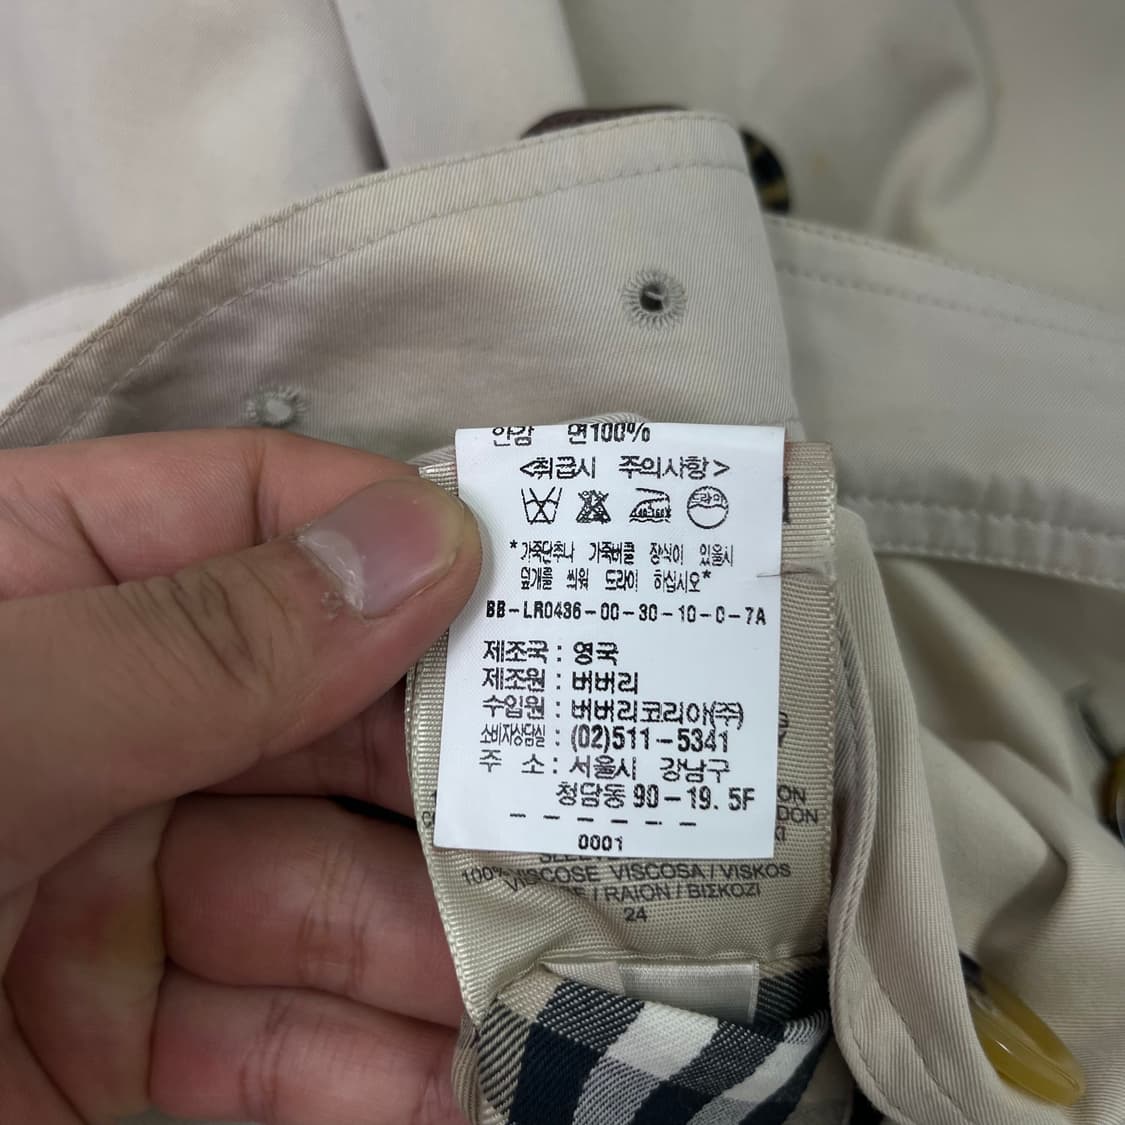 안감 면100%
<취급시 주의사항>
드라이
*가죽단추나 가죽버클 장식이 있을시
덮개를 씌워 드라이 하십시오*
BB-LR0436-00-30-10-0-7A
제조국 : 영국
제조원 : 버버리
수입원 : 버버리코리아(주)
소비자상담실 : (02)511-5341
주 소 : 서울시 강남구
청담동 90-19. 5F
0001
100% VISCOSE VISCOSA / VISKOS
/ RAION / ΒΙΣΚΟΖΙ
24